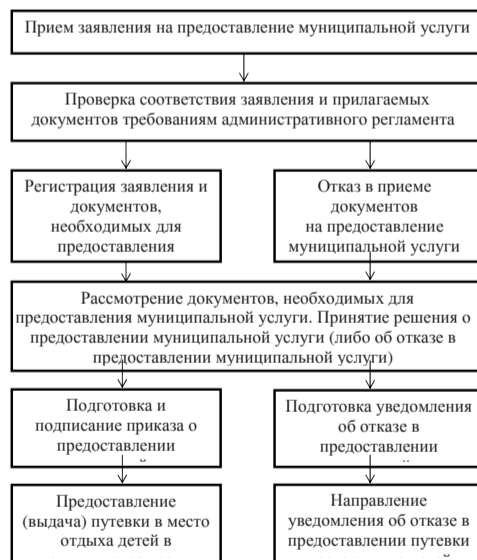 Прием заявления на предоставление муниципальной услуги
Проверка соответствия заявления и прилагаемых
документов требованиям административного регламента
Регистрация заявления и
документов,
необходимых для
предоставления
Отказ в приеме
документов
на предоставление
муниципальной услуги
Рассмотрение документов, необходимых для
предоставления муниципальной услуги. Принятие решения о
предоставлении муниципальной услуги (либо об отказе в
предоставлении муниципальной услуги)
Подготовка и
подписание приказа о
предоставлении
Подготовка уведомления
об отказе в
предоставлении
Предоставление
(выдача) путевки в место
отдыха детей в
Направление
уведомления об отказе в
предоставлении путевки